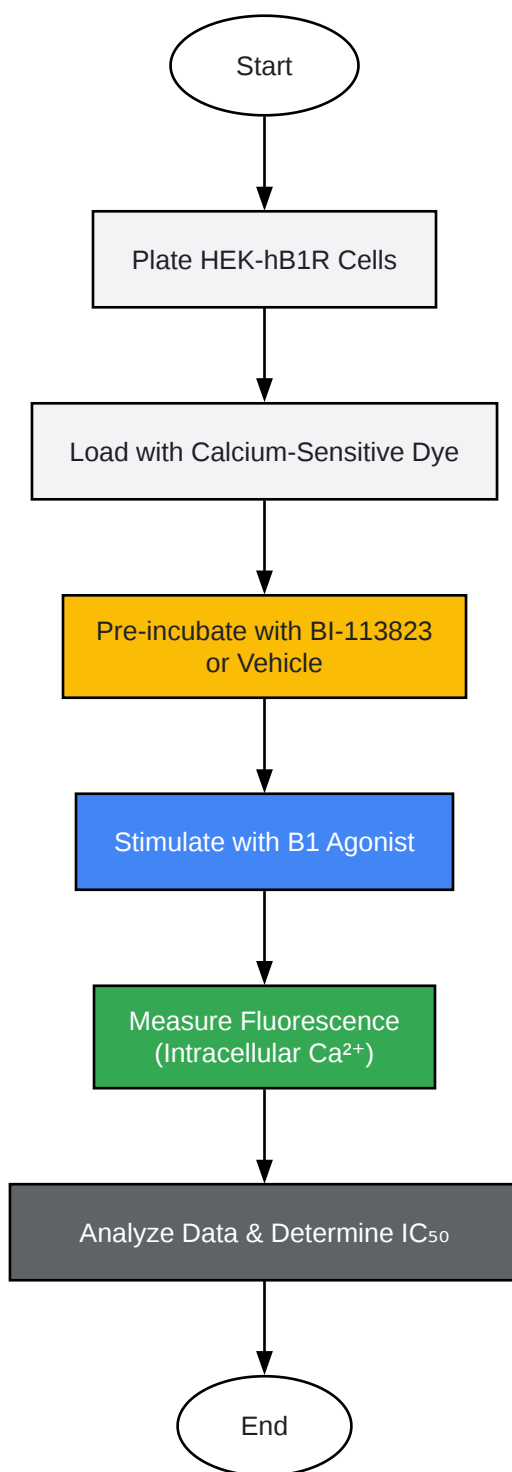 Start
Plate HEK-hB1R Cells
Load with Calcium-Sensitive Dye
Pre-incubate with BI-113823
or Vehicle
Stimulate with B1 Agonist
Measure Fluorescence
(Intracellular Ca²⁺)
Analyze Data & Determine IC₅₀
End